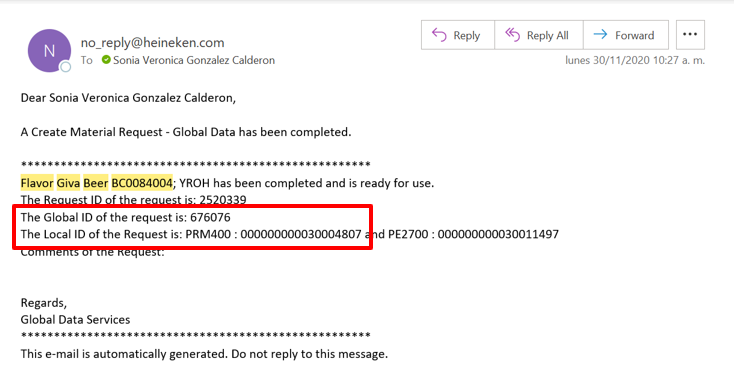 N
no_reply@heineken.com
To Sonia Veronica Gonzalez Calderon
Reply
Reply All
Forward
...
lunes 30/11/2020 10:27 a. m.
Dear Sonia Veronica Gonzalez Calderon,
A Create Material Request - Global Data has been completed.
****************************************************
Flavor Giva Beer BC0084004; YROH has been completed and is ready for use.
The Request ID of the request is: 2520339
The Global ID of the request is: 676076
The Local ID of the Request is: PRM400 : 000000000030004807 and PE2700 : 000000000030011497
Comments of the Request:
Regards,
Global Data Services
****************************************************
This e-mail is automatically generated. Do not reply to this message.